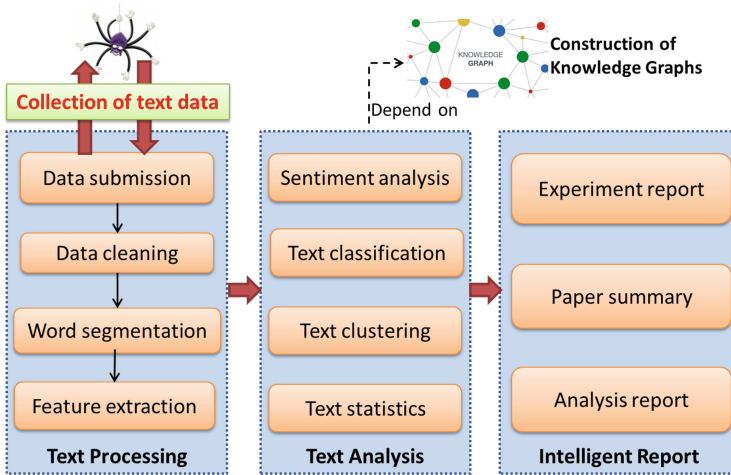 KNOWLEDGE
GRAPH
Construction of
Knowledge Graphs
Collection of text data
Depend on
Data submission
Data cleaning
Word segmentation
Feature extraction
Text Processing
Sentiment analysis
Text classification
Text clustering
Text statistics
Text Analysis
Experiment report
Paper summary
Analysis report
Intelligent Report